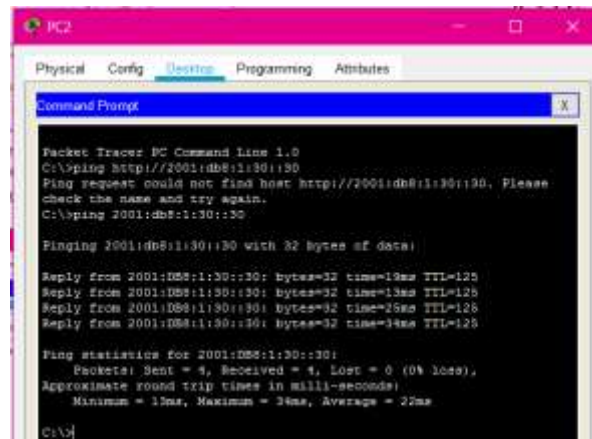 PC2
Physical Config Desktop Programming Attributes
Command Prompt X
Packet Tracer PC Command Line 1.0
C:\>ping http://2001:db8:1:30::30
Ping request could not find host http://2001:db8:1:30::30. Please
check the name and try again.
C:\>ping 2001:db8:1:30::30
Pinging 2001:db8:1:30::30 with 32 bytes of data:
Reply from 2001:DB8:1:30::30: bytes=32 time=19ms TTL=125
Reply from 2001:DB8:1:30::30: bytes=32 time=13ms TTL=125
Reply from 2001:DB8:1:30::30: bytes=32 time=25ms TTL=125
Reply from 2001:DB8:1:30::30: bytes=32 time=34ms TTL=125
Ping statistics for 2001:DB8:1:30::30:
Packets: Sent = 4, Received = 4, Lost = 0 (0% loss),
Approximate round trip times in milli-seconds:
Minimum = 13ms, Maximum = 34ms, Average = 22ms
C:\>